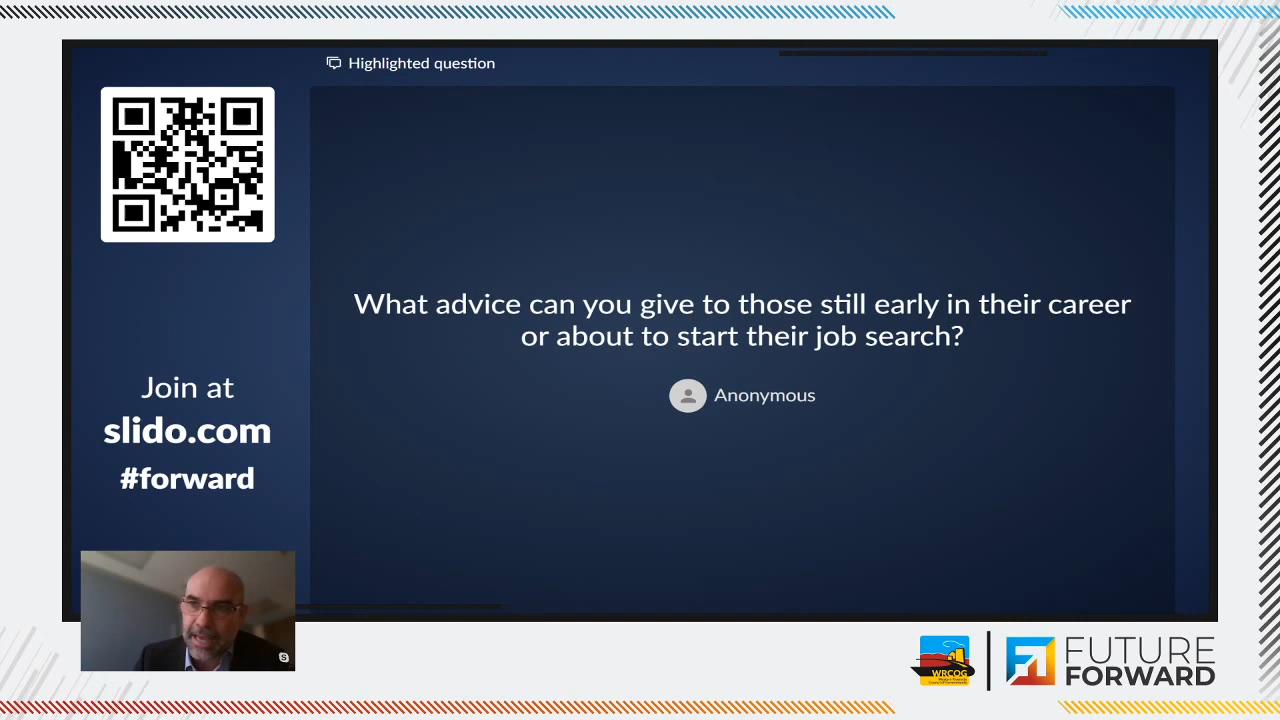 Highlighted question
What advice can you give to those still early in their career
or about to start their job search?
Anonymous
Join at
slido.com
#forward
WRCOG
FUTURE
FORWARD